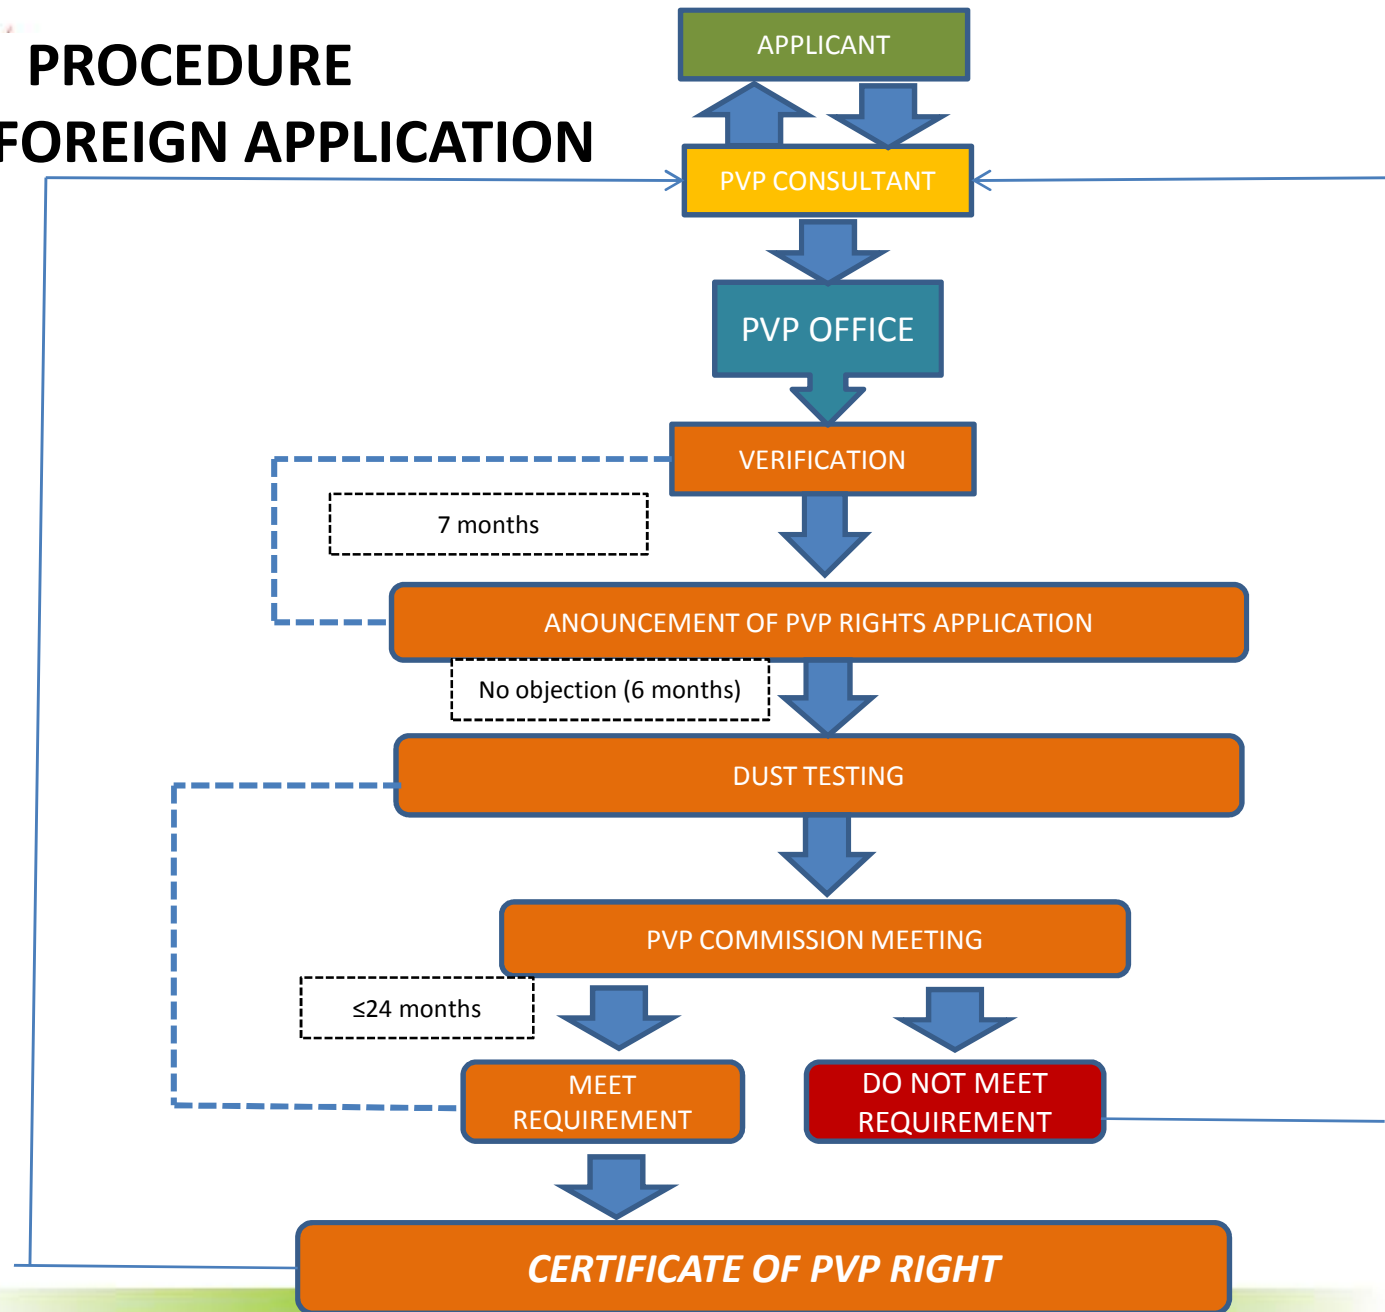 PROCEDURE
FOREIGN APPLICATION
APPLICANT
PVP CONSULTANT
PVP OFFICE
VERIFICATION
7 months
ANOUNCEMENT OF PVP RIGHTS APPLICATION
No objection (6 months)
DUST TESTING
PVP COMMISSION MEETING
≤24 months
MEET
REQUIREMENT
DO NOT MEET
REQUIREMENT
CERTIFICATE OF PVP RIGHT